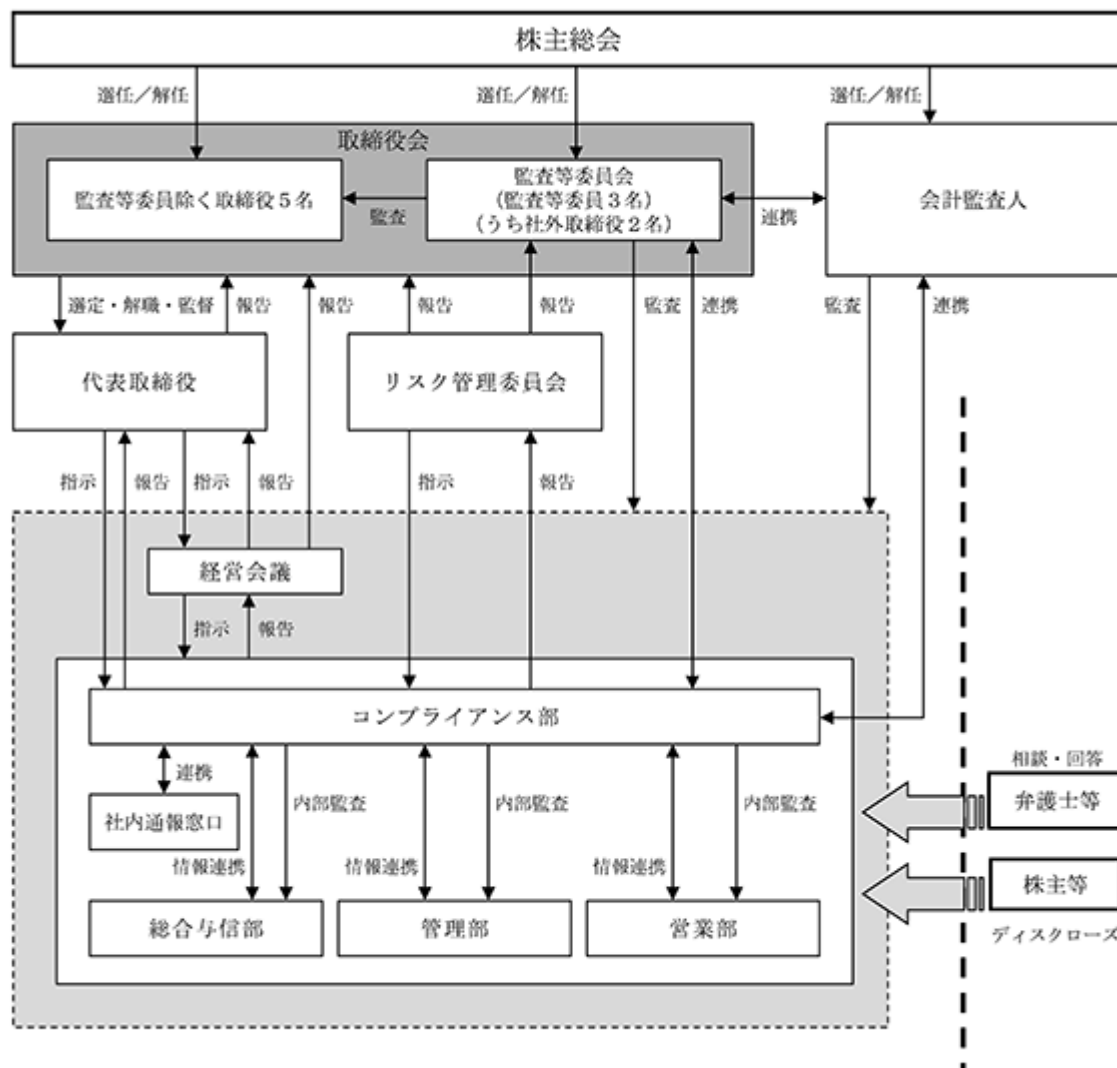 株主総会
選任/解任
選任/解任
選任/解任
取締役会
監査等委員除く取締役5名
監査
監査等委員会
(監査等委員3名)
(うち社外取締役2名)
連携
会計監査人
選定・解職・監督
報告
報告
報告
報告
監査
連携
監査
連携
代表取締役
リスク管理委員会
指示
報告
指示
報告
指示
報告
経営会議
指示
報告
コンプライアンス部
連携
社内通報窓口
内部監査
内部監査
内部監査
情報連携
情報連携
情報連携
総合与信部
管理部
営業部
相談・回答
弁護士等
株主等
ディスクローズ